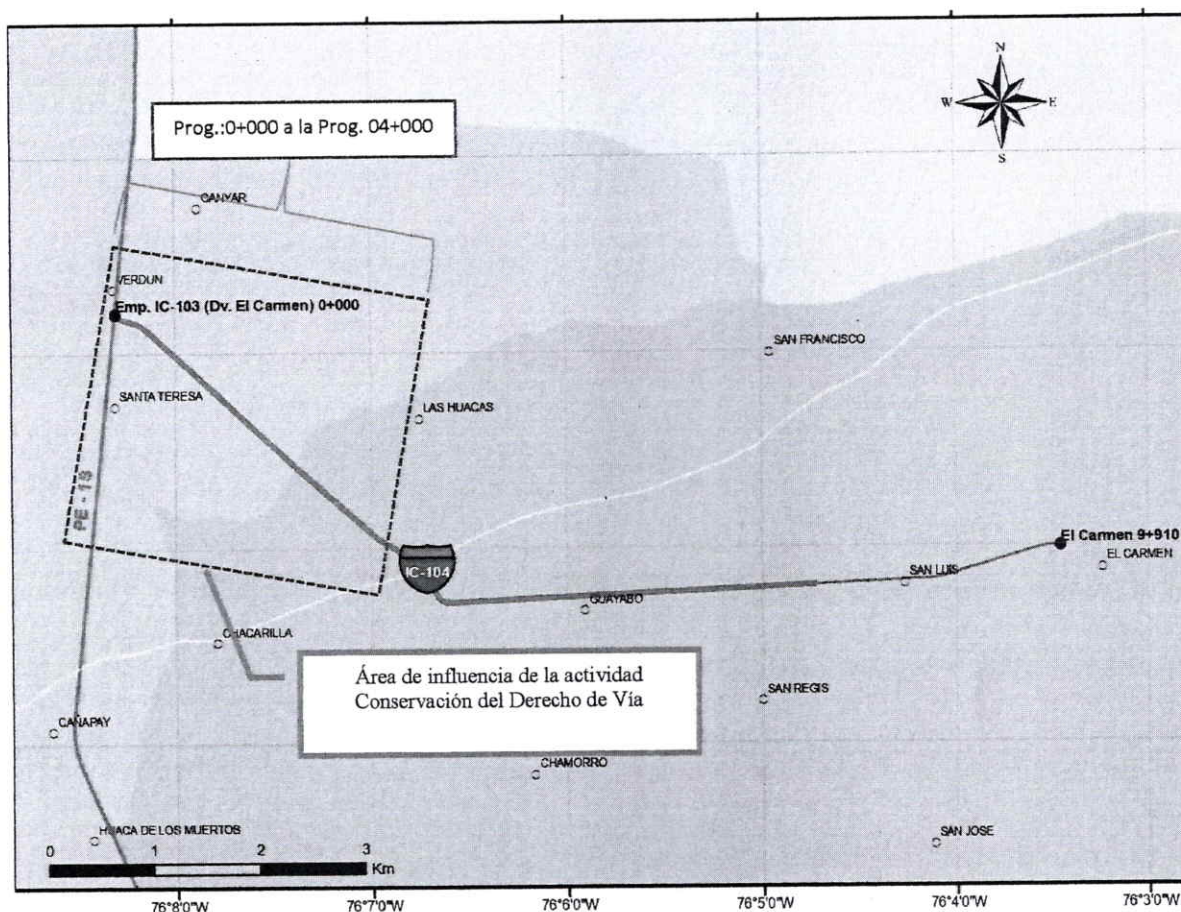 N
W
E
S
Prog.:0+000 a la Prog. 04+000
CANYAR
VERDUN
Emp. IC-103 (Dv. El Carmen) 0+000
SAN FRANCISCO
SANTA TERESA
LAS HUACAS
PE - 1S
El Carmen 9+910
EL CARMEN
IC-104
SAN LUIS
GUAYABO
CHACARILLA
Área de influencia de la actividad
Conservación del Derecho de Vía
SAN REGIS
CAÑAPAY
CHAMORRO
HUACA DE LOS MUERTOS
SAN JOSE
0 1 2 3
Km
76°8'0"W 76°7'0"W 76°6'0"W 76°5'0"W 76°4'0"W 76°3'0"W